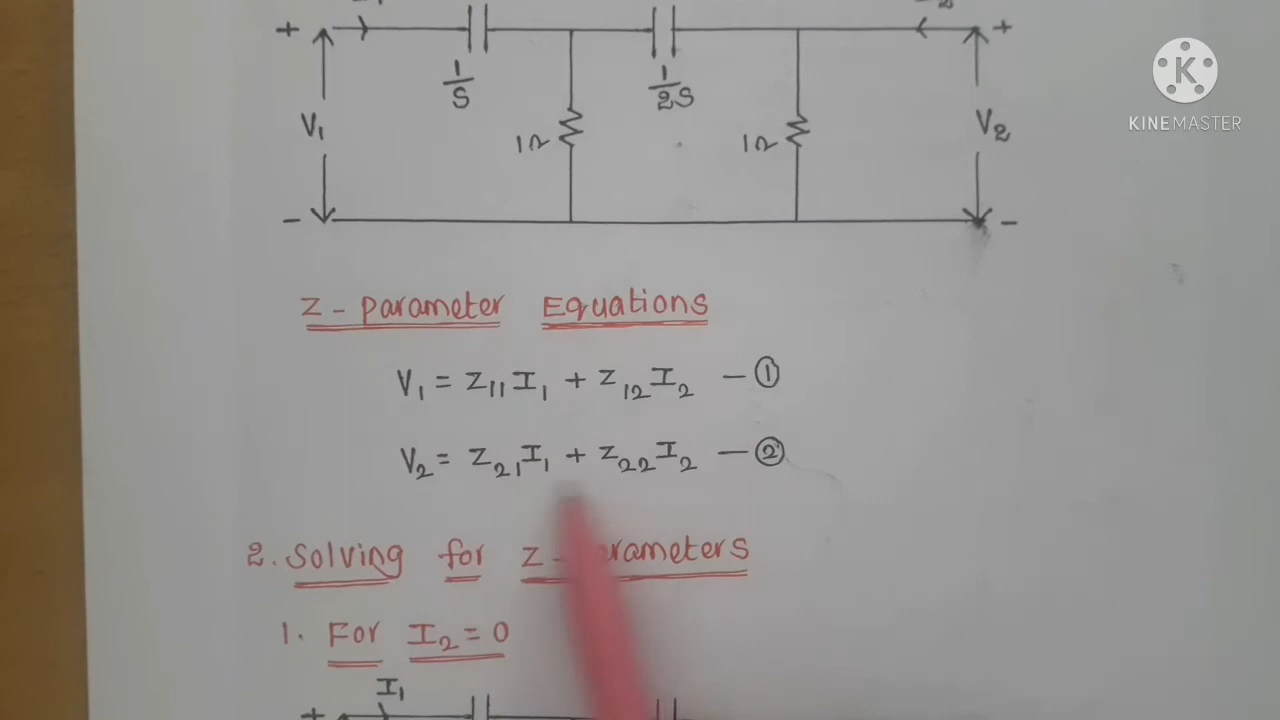 + +
1/S 1/2S
V1 1Ω 1Ω V2
K
KINEMASTER
- -
Z - Parameter Equations
V1 = Z11 I1 + Z12 I2 - ①
V2 = Z21 I1 + Z22 I2 - ②
2. Solving for Z - Parameters
1. For I2 = 0
I1
+